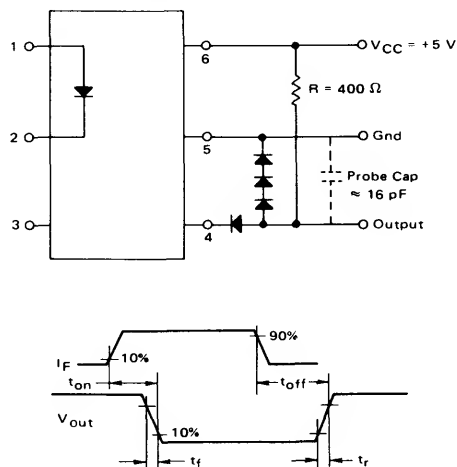 1
6
V_CC = +5 V
R = 400 Ω
2
5
Gnd
Probe Cap
≈ 16 pF
3
4
Output
I_F
10%
90%
t_on
t_off
V_out
10%
t_f
t_r